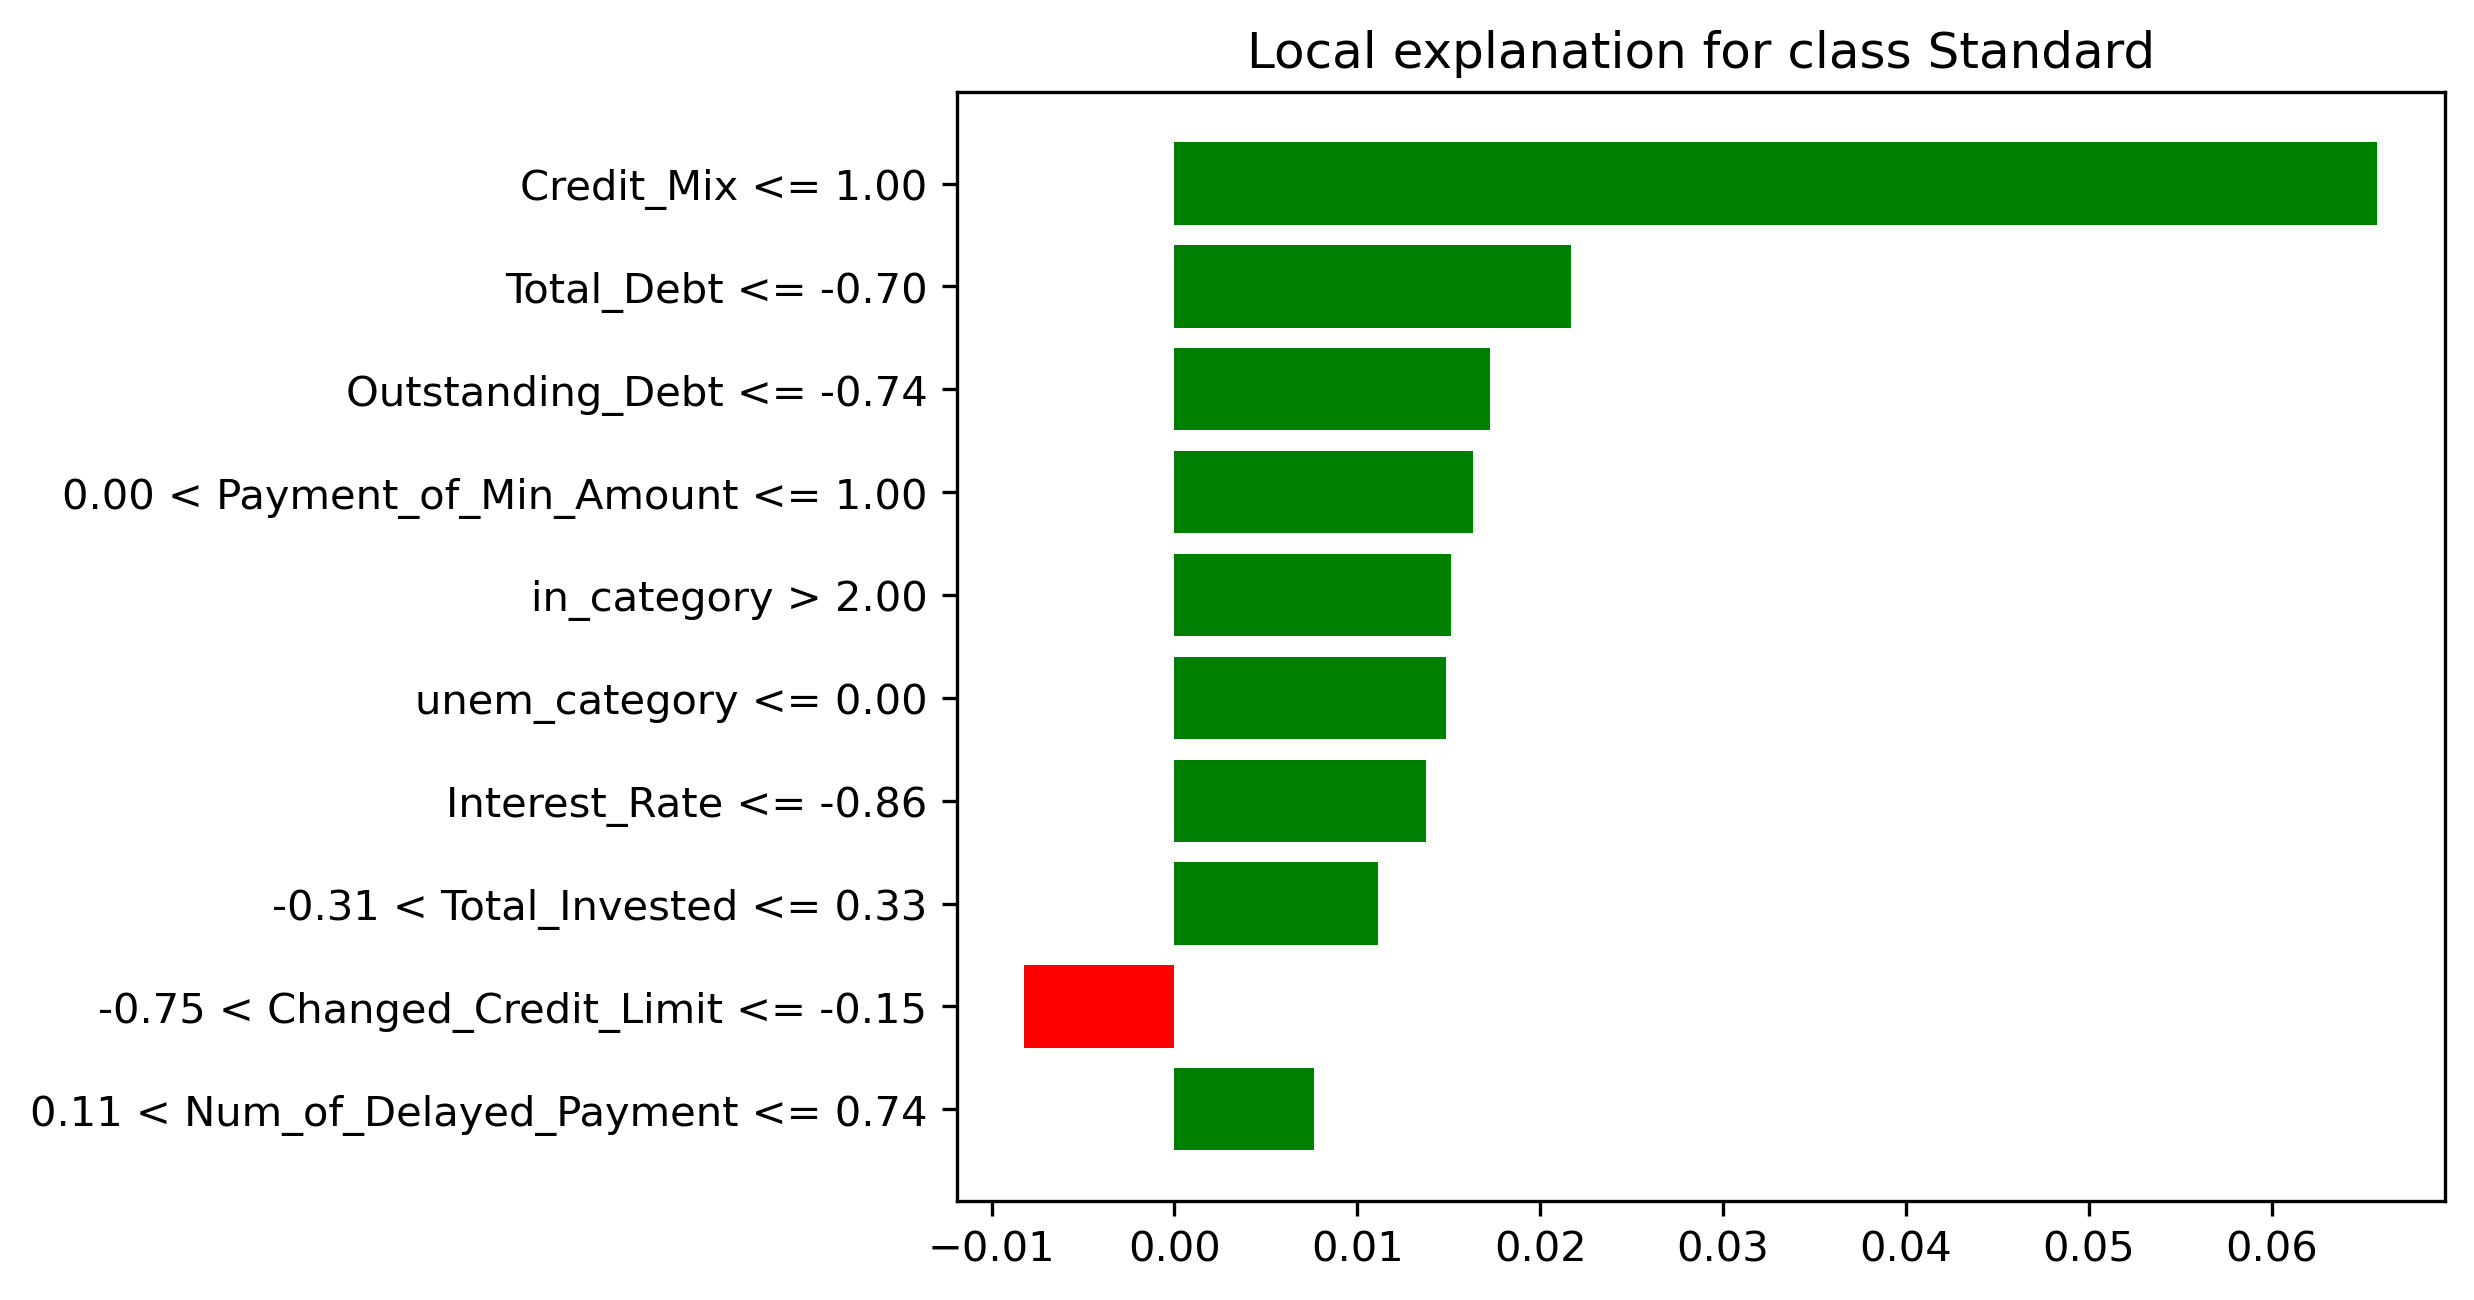 Local explanation for class Standard
Credit_Mix <= 1.00
Total_Debt <= -0.70
Outstanding_Debt <= -0.74
0.00 < Payment_of_Min_Amount <= 1.00
in_category > 2.00
unem_category <= 0.00
Interest_Rate <= -0.86
-0.31 < Total_Invested <= 0.33
-0.75 < Changed_Credit_Limit <= -0.15
0.11 < Num_of_Delayed_Payment <= 0.74
−0.01 0.00 0.01 0.02 0.03 0.04 0.05 0.06